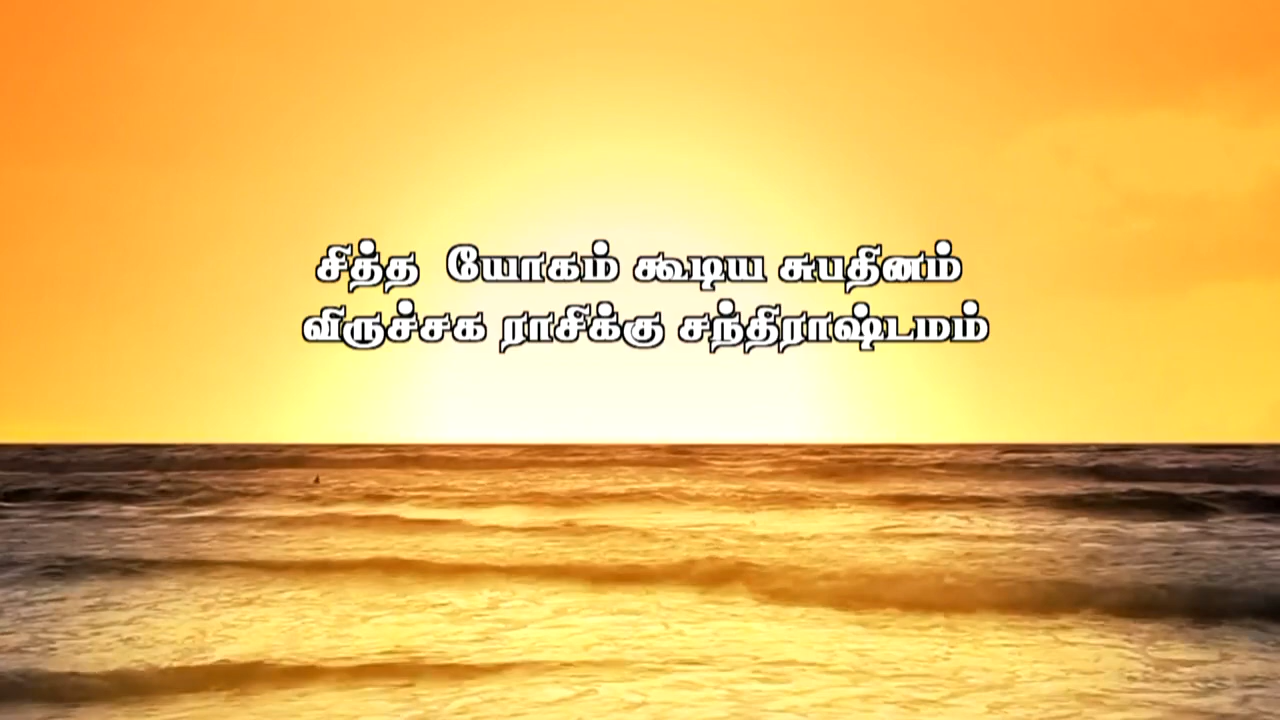 சித்த யோகம் கூடிய சுபதினம்
விருச்சக ராசிக்கு சந்திராஷ்டமம்